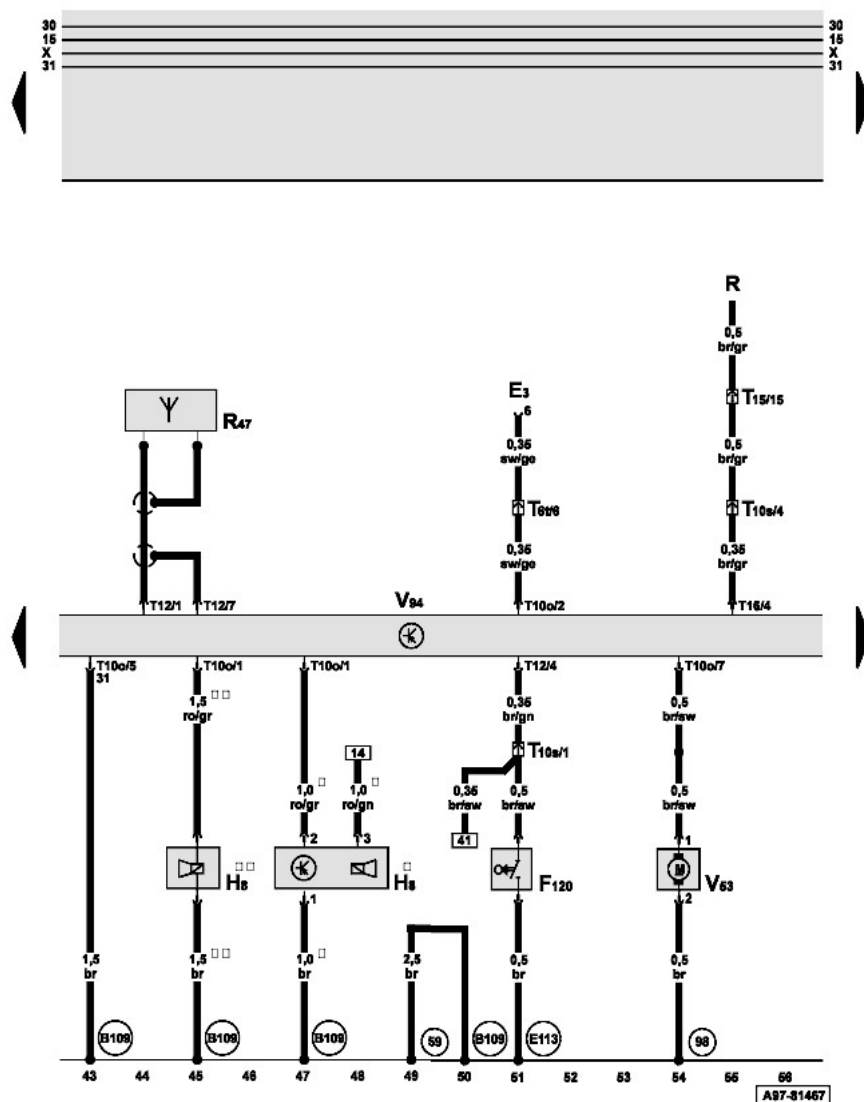 30 30
15 15
X X
31 31
R
0,5
br/gr
T15/15
E3
6
R47
0,35
sw/ge
0,5
br/gr
T6t/6
T10s/4
0,35
sw/ge
0,35
br/gr
T12/1 T12/7 V94 T10o/2 T16/4
T10o/5 T10o/1 T10o/1 T12/4 T10o/7
31
1,5
ro/gr
0,35
br/gn
0,5
br/sw
14
T10s/1
1,0
ro/gr
1,0
ro/gn
0,35
br/sw
0,5
br/sw
0,5
br/sw
41
2 3 1
H8 H8 F120 V53
1 2
1,5
br
1,5
br
1,0
br
2,5
br
0,5
br
0,5
br
B109 B109 B109 59 B109 E113 98
43 44 45 46 47 48 49 50 51 52 53 54 55 56
A97-81467